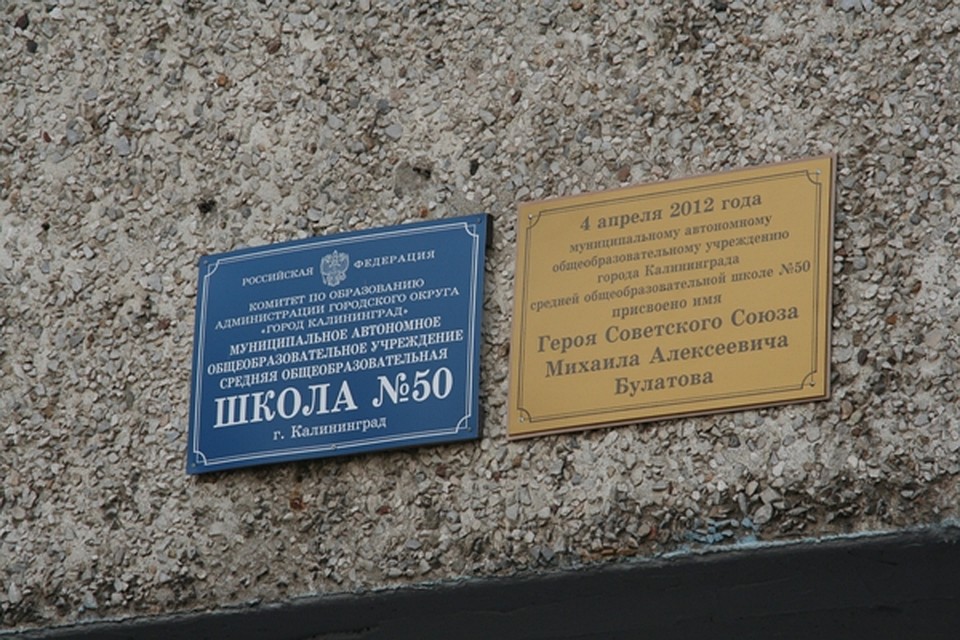 РОССИЙСКАЯ ФЕДЕРАЦИЯ
КОМИТЕТ ПО ОБРАЗОВАНИЮ
АДМИНИСТРАЦИИ ГОРОДСКОГО ОКРУГА
«ГОРОД КАЛИНИНГРАД»
МУНИЦИПАЛЬНОЕ АВТОНОМНОЕ
ОБЩЕОБРАЗОВАТЕЛЬНОЕ УЧРЕЖДЕНИЕ
СРЕДНЯЯ ОБЩЕОБРАЗОВАТЕЛЬНАЯ
ШКОЛА №50
г. Калининград
4 апреля 2012 года
муниципальному автономному
общеобразовательному учреждению
города Калининграда
средней общеобразовательной школе №50
присвоено имя
Героя Советского Союза
Михаила Алексеевича
Булатова